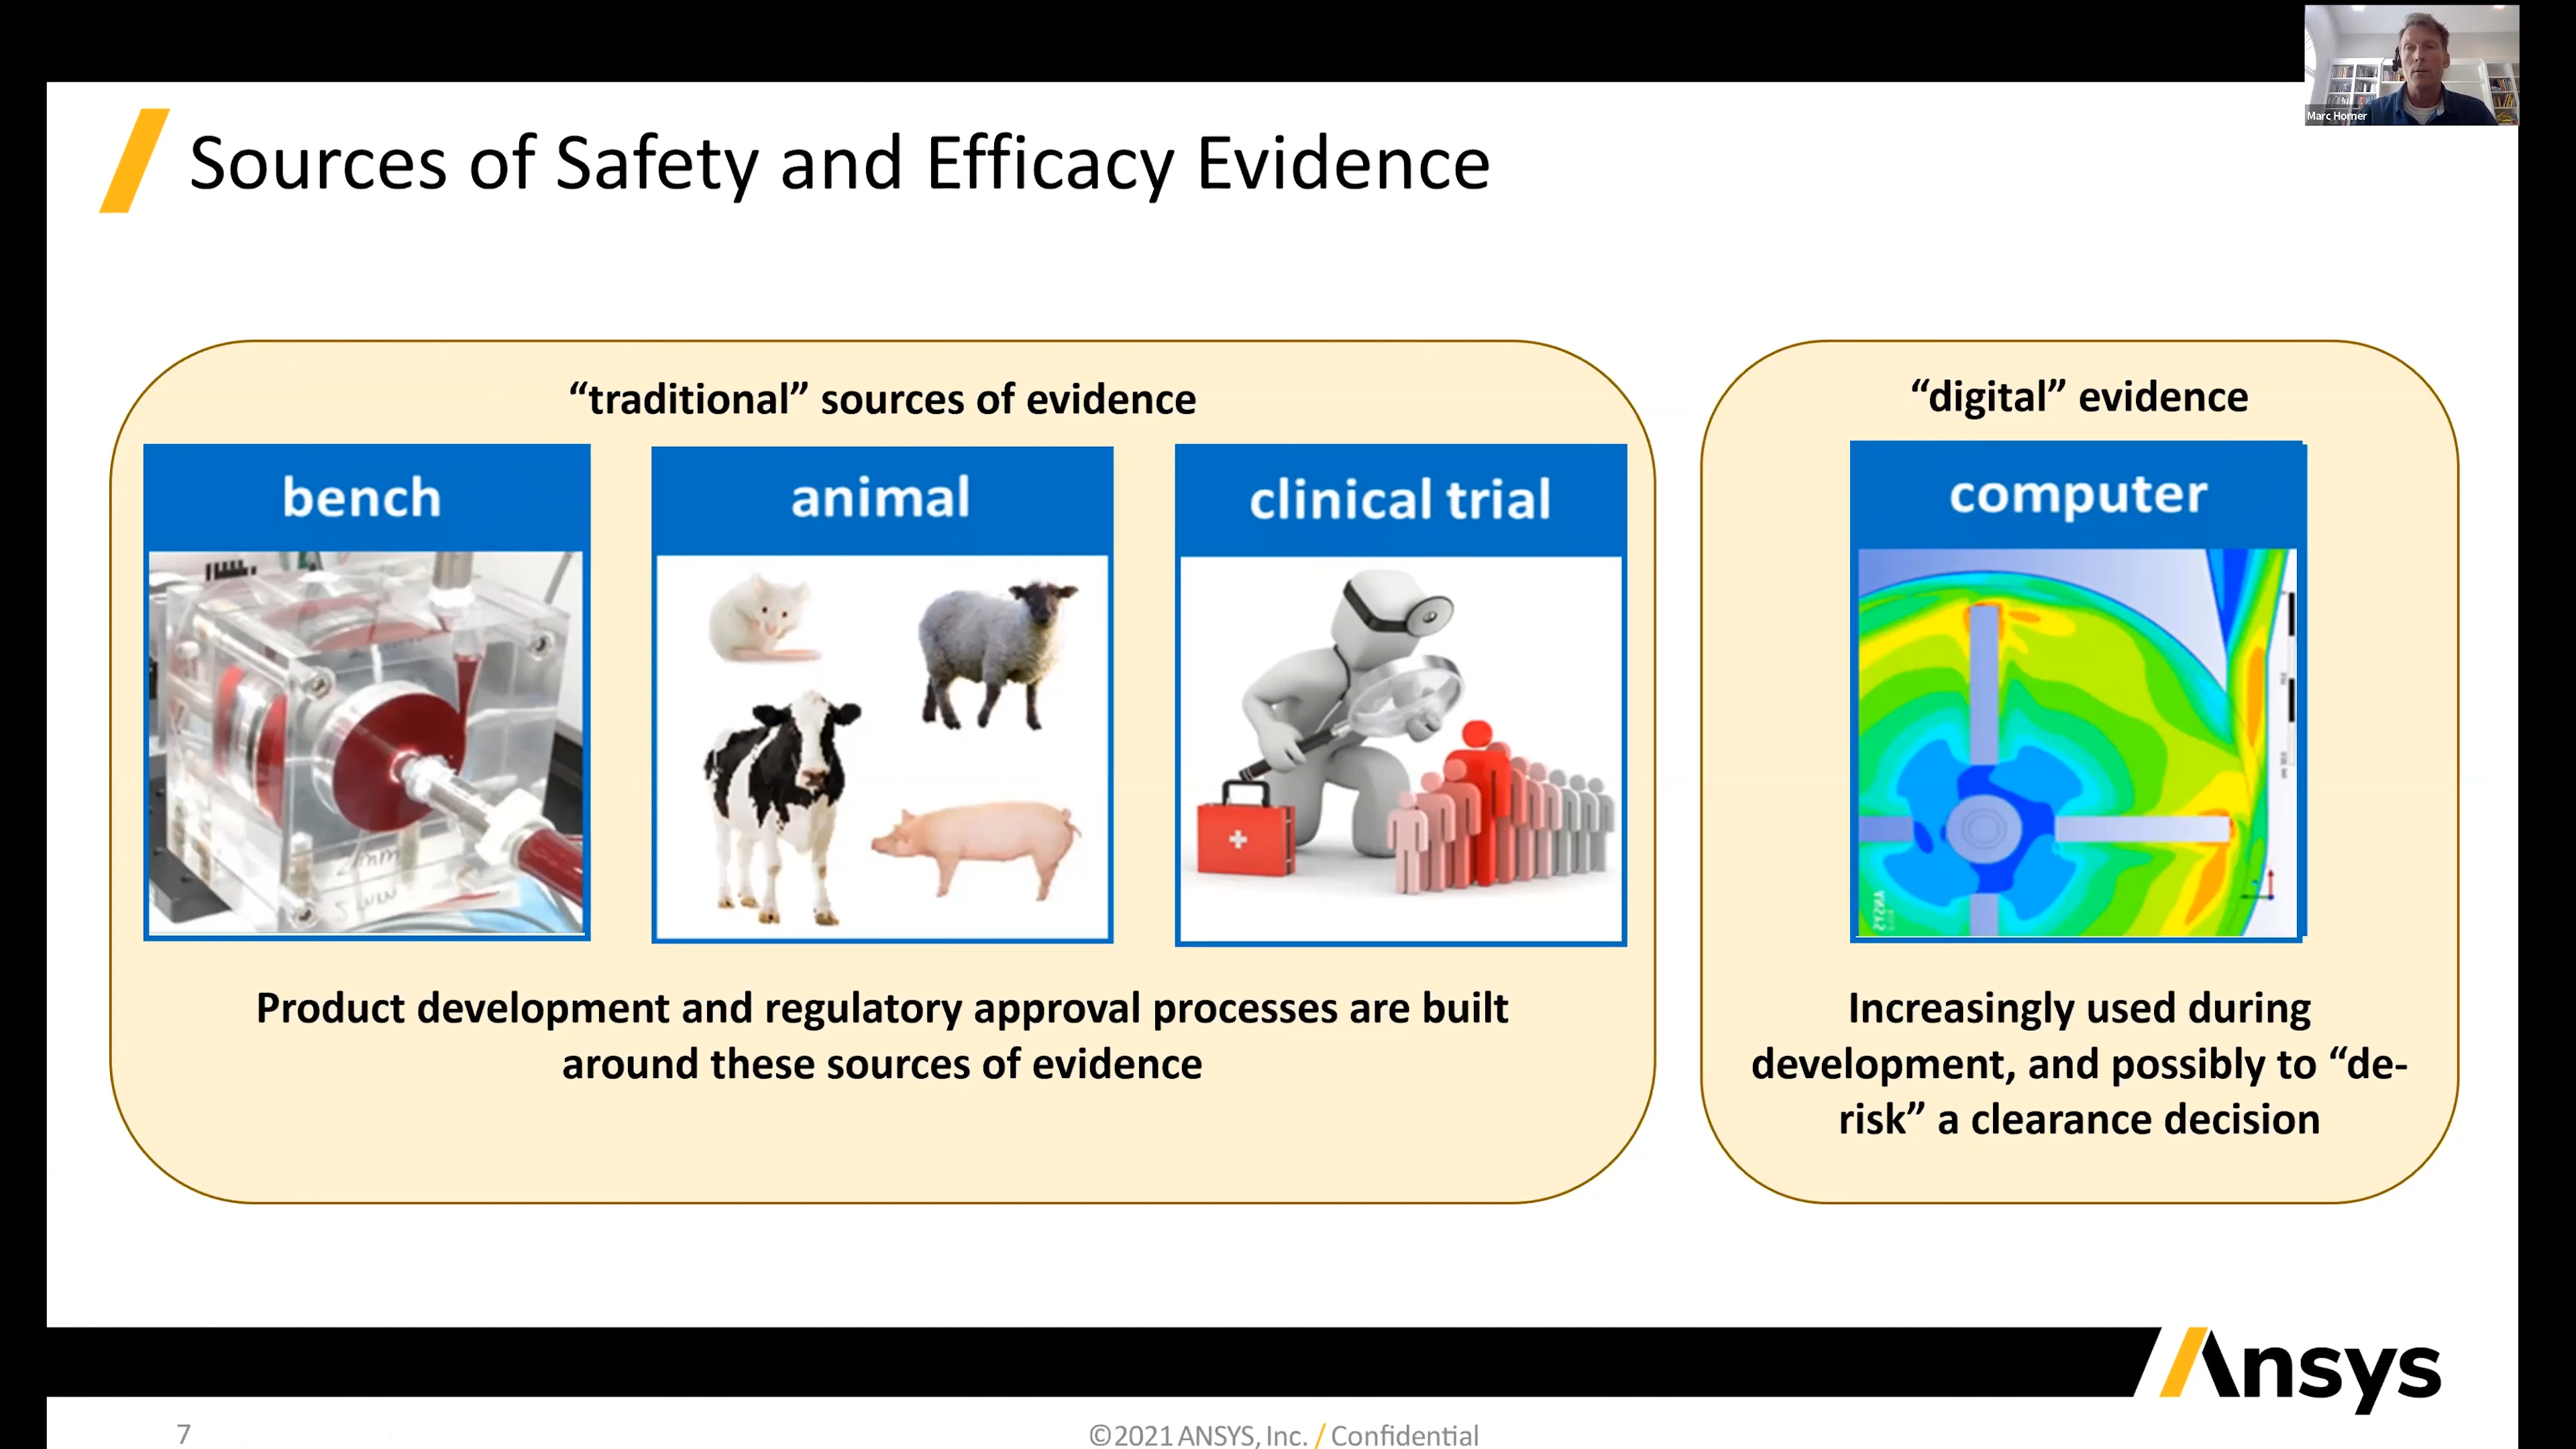 Marc Horner
Sources of Safety and Efficacy Evidence
“traditional” sources of evidence
bench
animal
clinical trial
2mm
Product development and regulatory approval processes are built
around these sources of evidence
“digital” evidence
computer
ANSYS
Increasingly used during
development, and possibly to “de-
risk” a clearance decision
Ansys
7
©2021 ANSYS, Inc. / Confidential